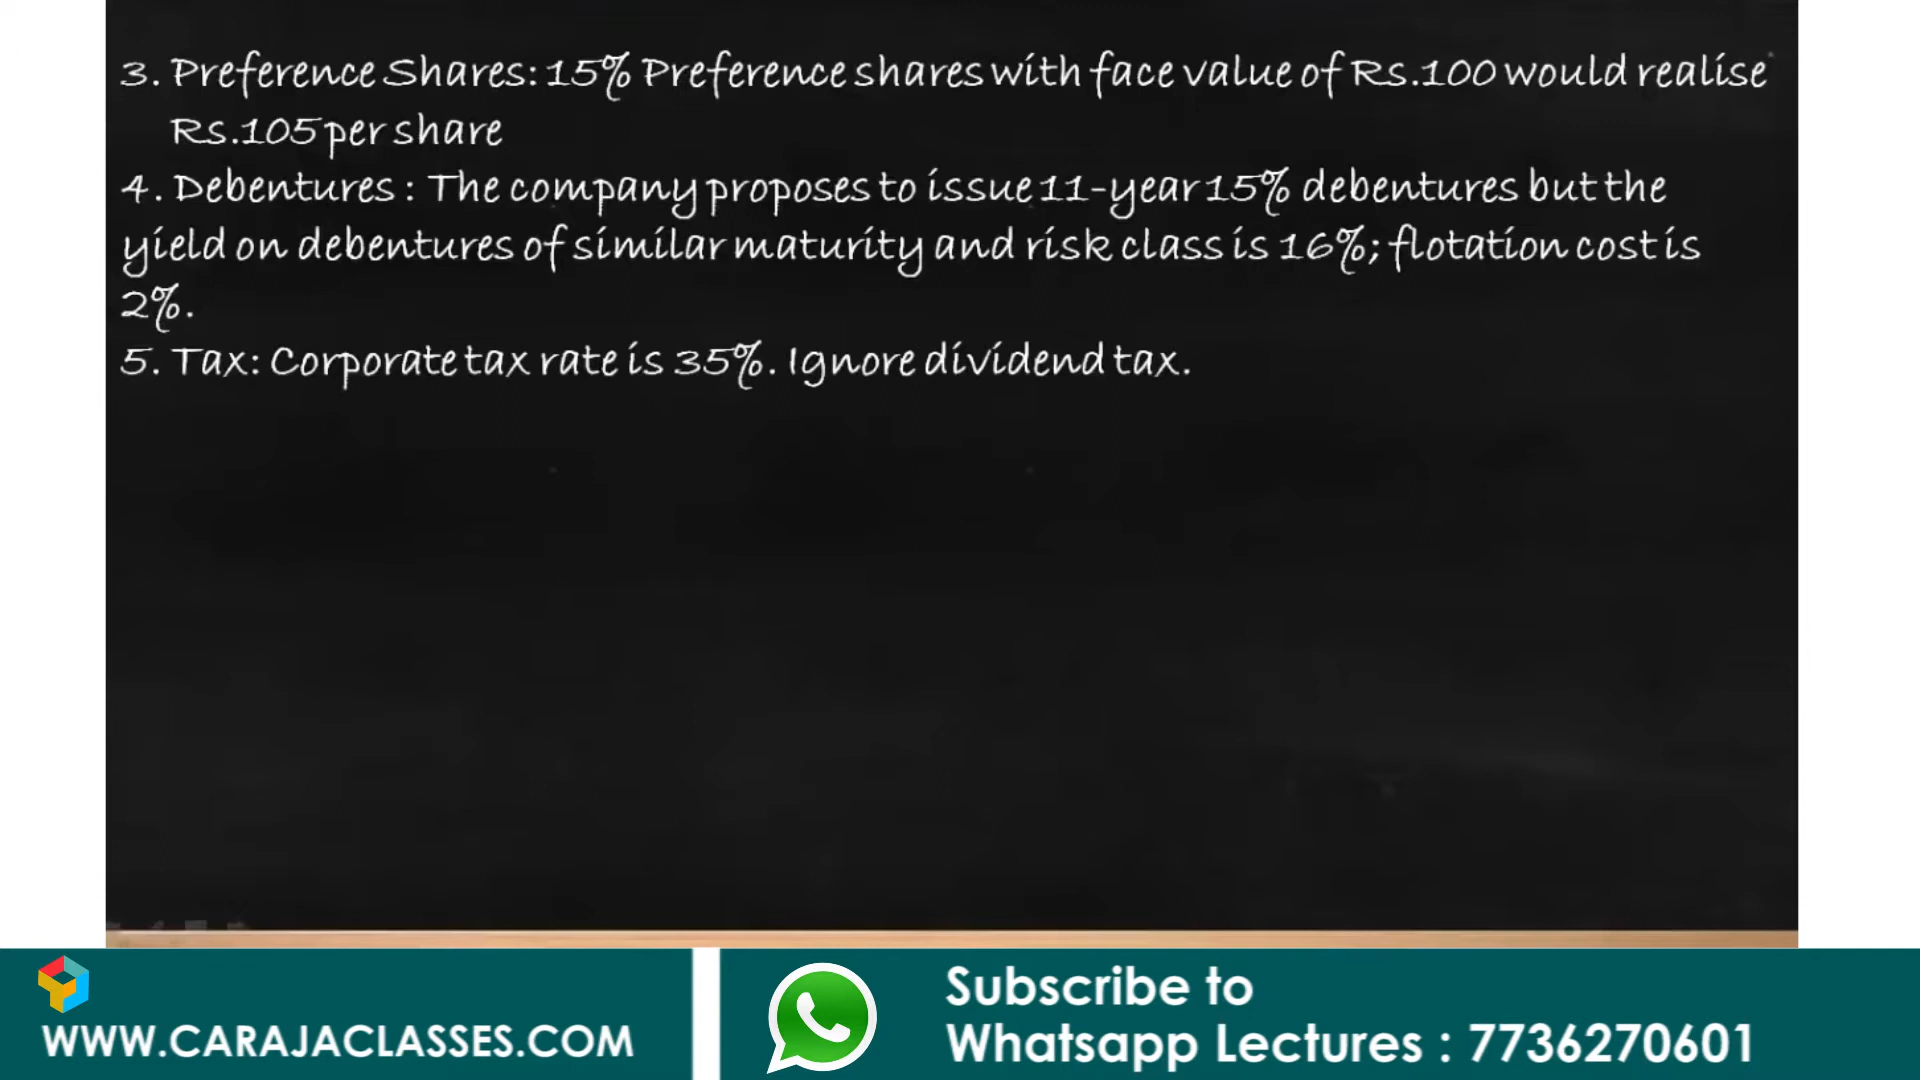 3. Preference Shares: 15% Preference shares with face value of Rs.100 would realise
Rs.105 per share
4. Debentures : The company proposes to issue 11-year 15% debentures but the
yield on debentures of similar maturity and risk class is 16%; flotation cost is
2%.
5. Tax: Corporate tax rate is 35%. Ignore dividend tax.
WWW.CARAJACLASSES.COM
Subscribe to
Whatsapp Lectures : 7736270601